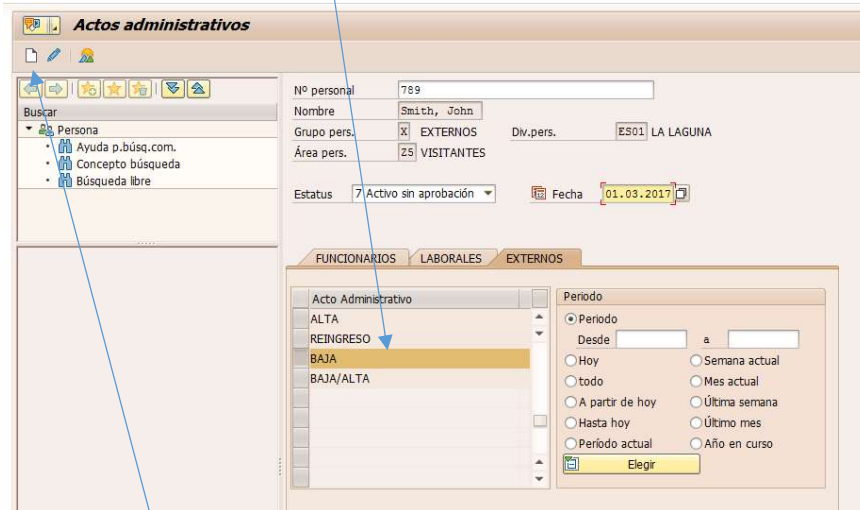 Actos administrativos
Buscar
Persona
Ayuda p.búsq.com.
Concepto búsqueda
Búsqueda libre
Nº personal 789
Nombre Smith, John
Grupo pers. X EXTERNOS Div.pers. ES01 LA LAGUNA
Área pers. Z5 VISITANTES
Estatus 7 Activo sin aprobación Fecha 01.03.2017
FUNCIONARIOS LABORALES EXTERNOS
Acto Administrativo
ALTA
REINGRESO
BAJA
BAJA/ALTA
Periodo
Periodo
Desde a
Hoy Semana actual
todo Mes actual
A partir de hoy Última semana
Hasta hoy Último mes
Período actual Año en curso
Elegir